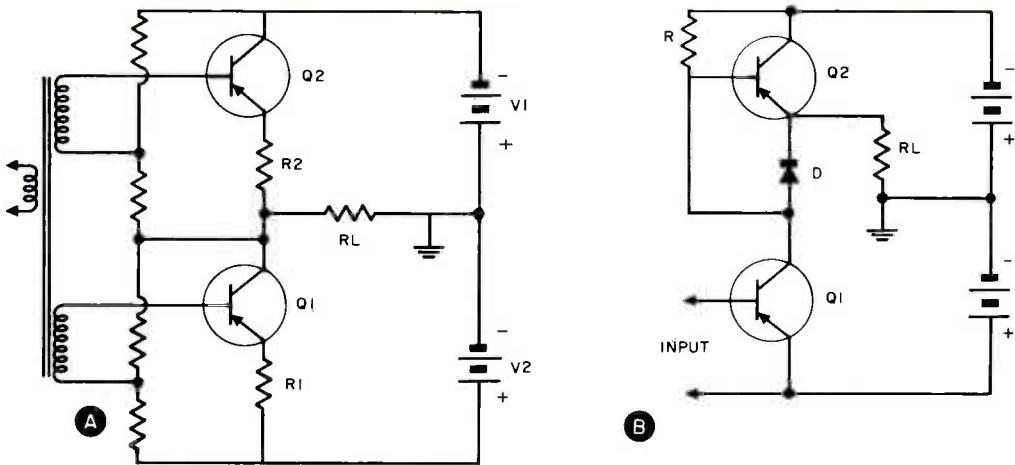 Q2
-
V1
+
R2
RL
Q1
-
V2
+
R1
A
R
Q2
-
+
RL
D
-
+
Q1
INPUT
B